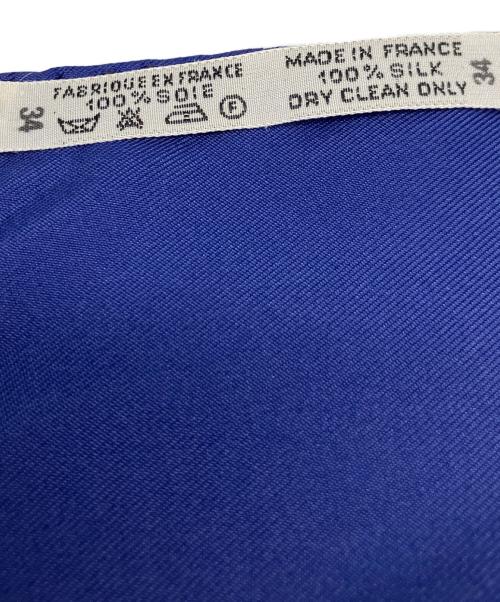 34
FABRIQUE EN FRANCE
100% SOIE
F
MADE IN FRANCE
100% SILK
DRY CLEAN ONLY
34